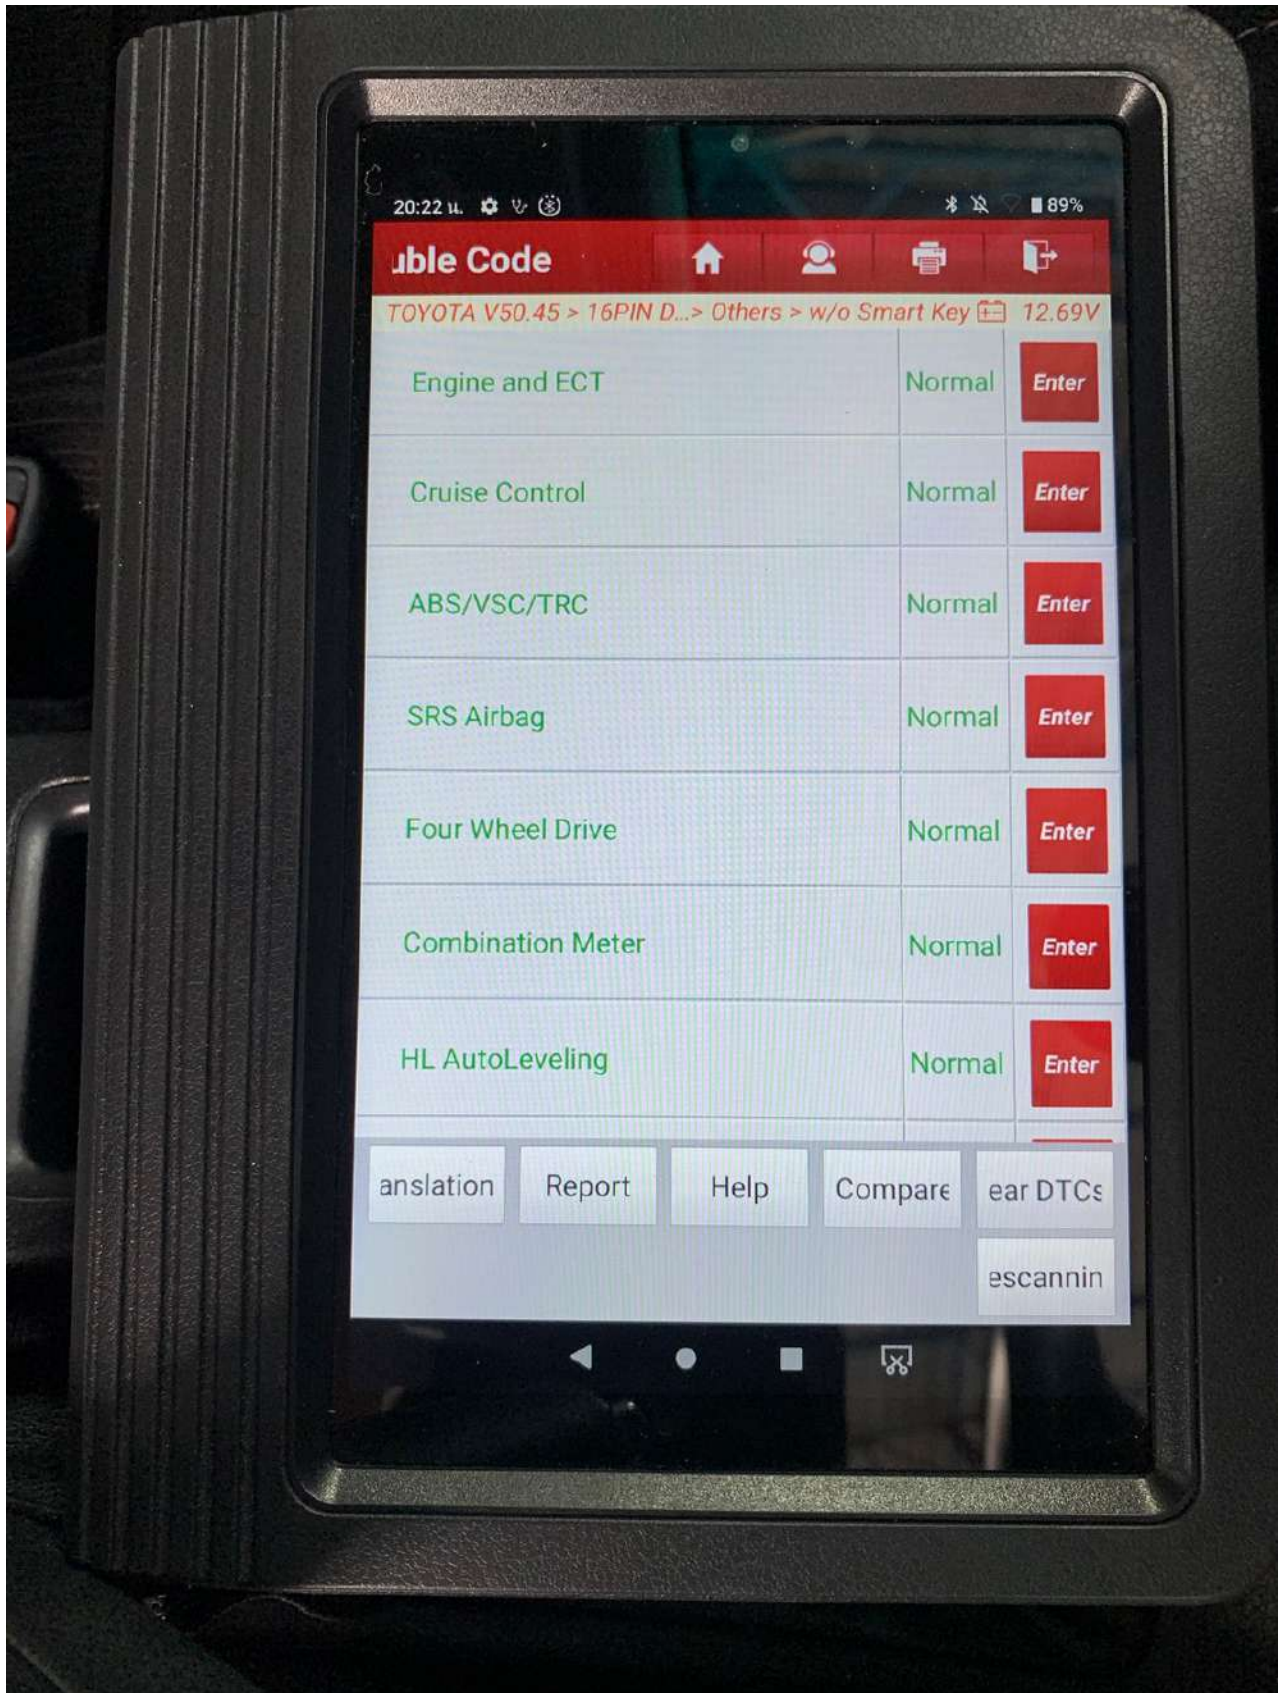 20:22 น. 89%
uble Code
TOYOTA V50.45 > 16PIN D...> Others > w/o Smart Key 12.69V
Engine and ECT Normal Enter
Cruise Control Normal Enter
ABS/VSC/TRC Normal Enter
SRS Airbag Normal Enter
Four Wheel Drive Normal Enter
Combination Meter Normal Enter
HL AutoLeveling Normal Enter
anslation Report Help Compare ear DTCs
escannin